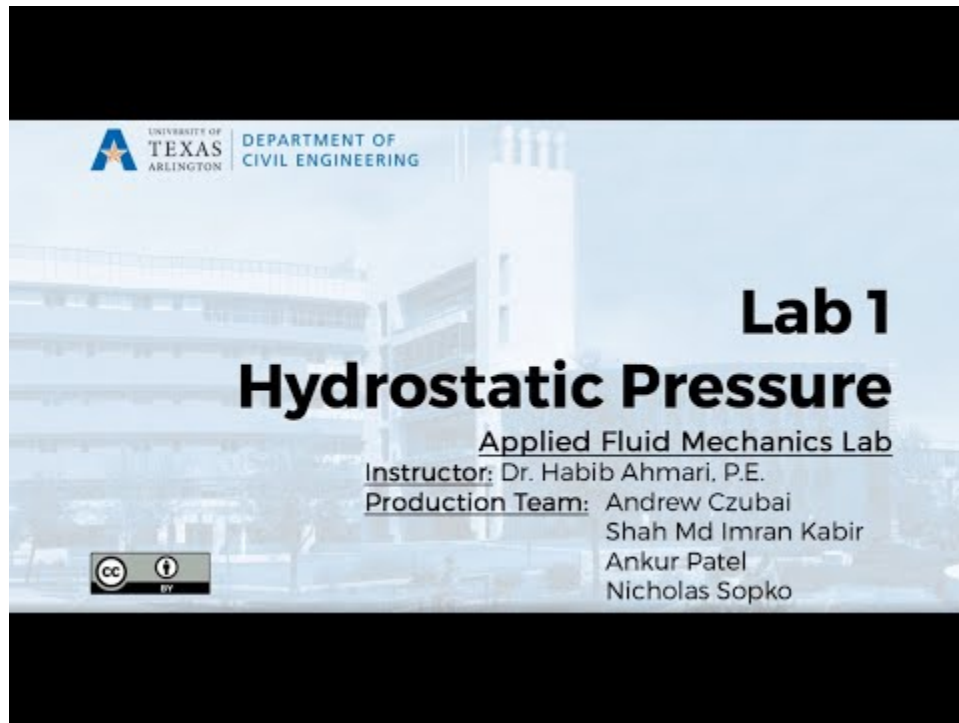 UNIVERSITY OF
TEXAS
ARLINGTON
DEPARTMENT OF
CIVIL ENGINEERING
Lab 1
Hydrostatic Pressure
Applied Fluid Mechanics Lab
Instructor: Dr. Habib Ahmari, P.E.
Production Team: Andrew Czubai
Shah Md Imran Kabir
Ankur Patel
Nicholas Sopko
cc
BY